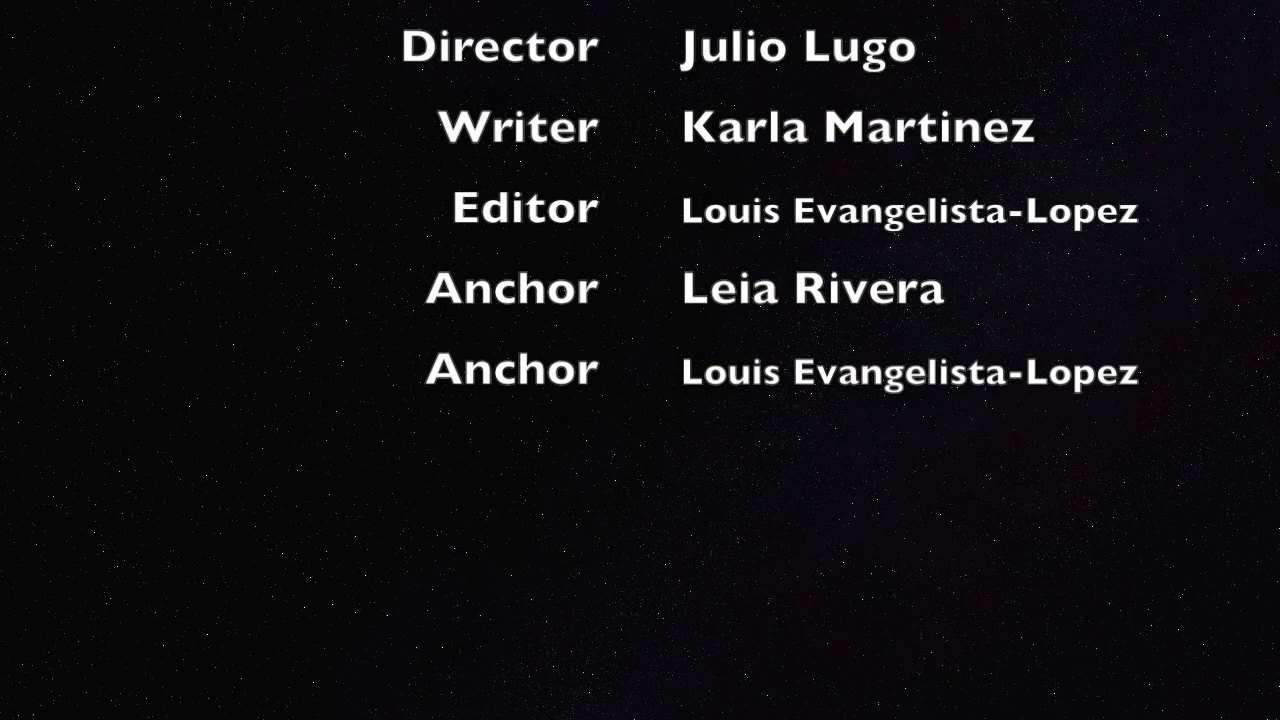 Director Julio Lugo
Writer Karla Martinez
Editor Louis Evangelista-Lopez
Anchor Leia Rivera
Anchor Louis Evangelista-Lopez